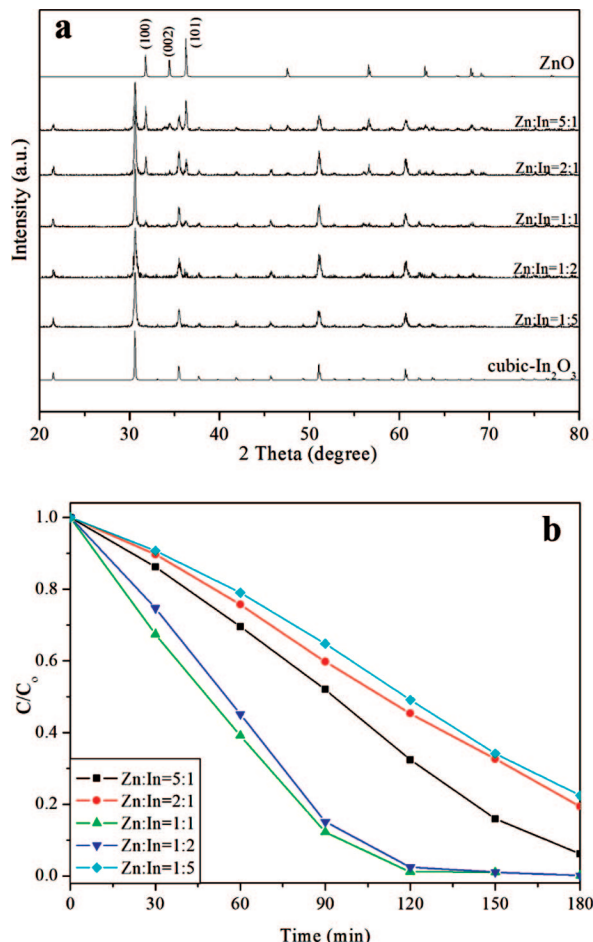 a
(100)
(002)
(101)
ZnO
Zn:In=5:1
Zn:In=2:1
Zn:In=1:1
Zn:In=1:2
Zn:In=1:5
cubic-In₂O₃
Intensity (a.u.)
20 30 40 50 60 70 80
2 Theta (degree)
b
1.0
0.8
0.6
0.4
0.2
0.0
C/C₀
Zn:In=5:1
Zn:In=2:1
Zn:In=1:1
Zn:In=1:2
Zn:In=1:5
0 30 60 90 120 150 180
Time (min)